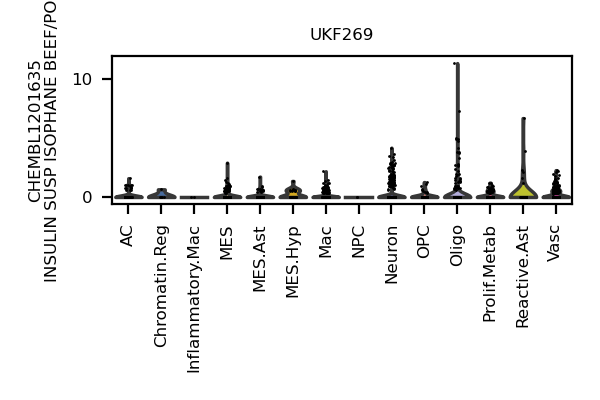 UKF269
CHEMBL1201635
INSULIN SUSP ISOPHANE BEEF/PO
10
0
AC
Chromatin.Reg
Inflammatory.Mac
MES
MES.Ast
MES.Hyp
Mac
NPC
Neuron
OPC
Oligo
Prolif.Metab
Reactive.Ast
Vasc